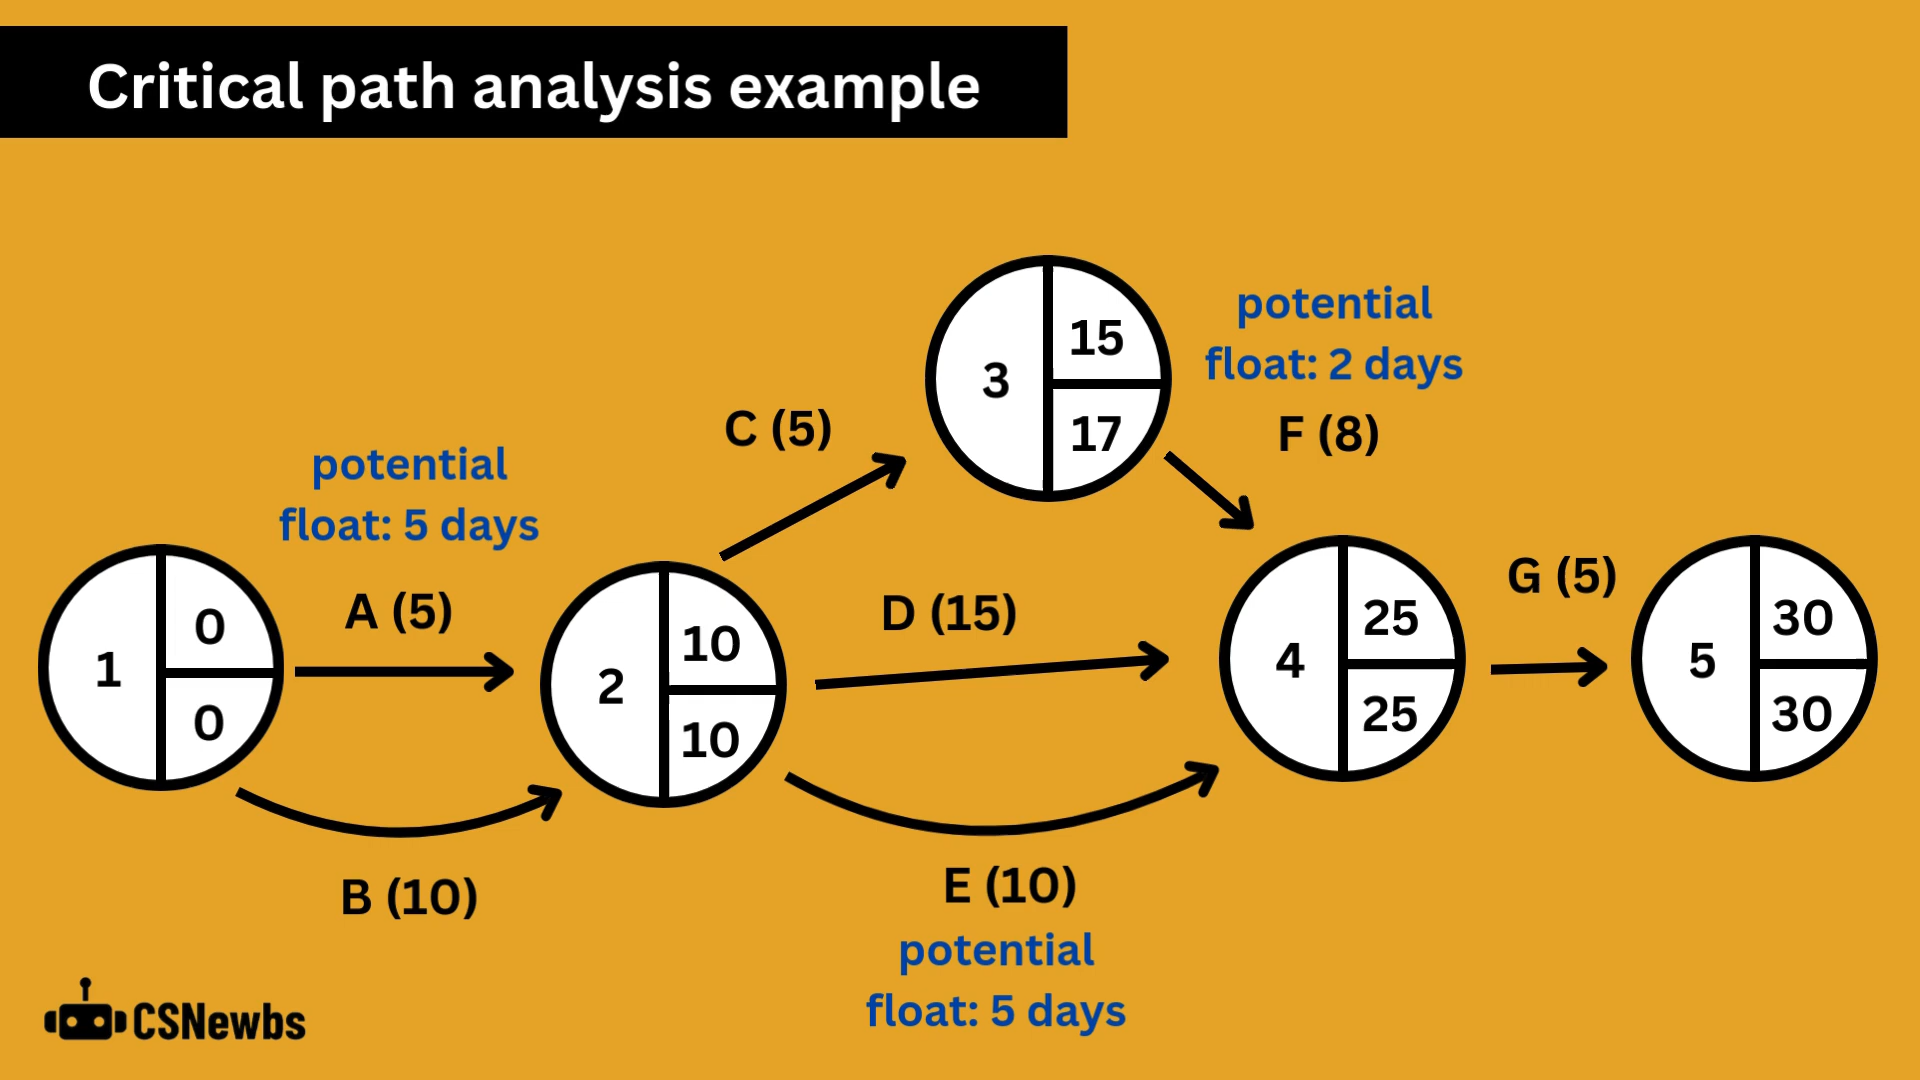 Critical path analysis example
potential
float: 2 days
F (8)
3
15
17
C (5)
potential
float: 5 days
A (5)
1
0
0
2
10
10
D (15)
4
25
25
G (5)
5
30
30
B (10)
E (10)
potential
float: 5 days
CSNewbs